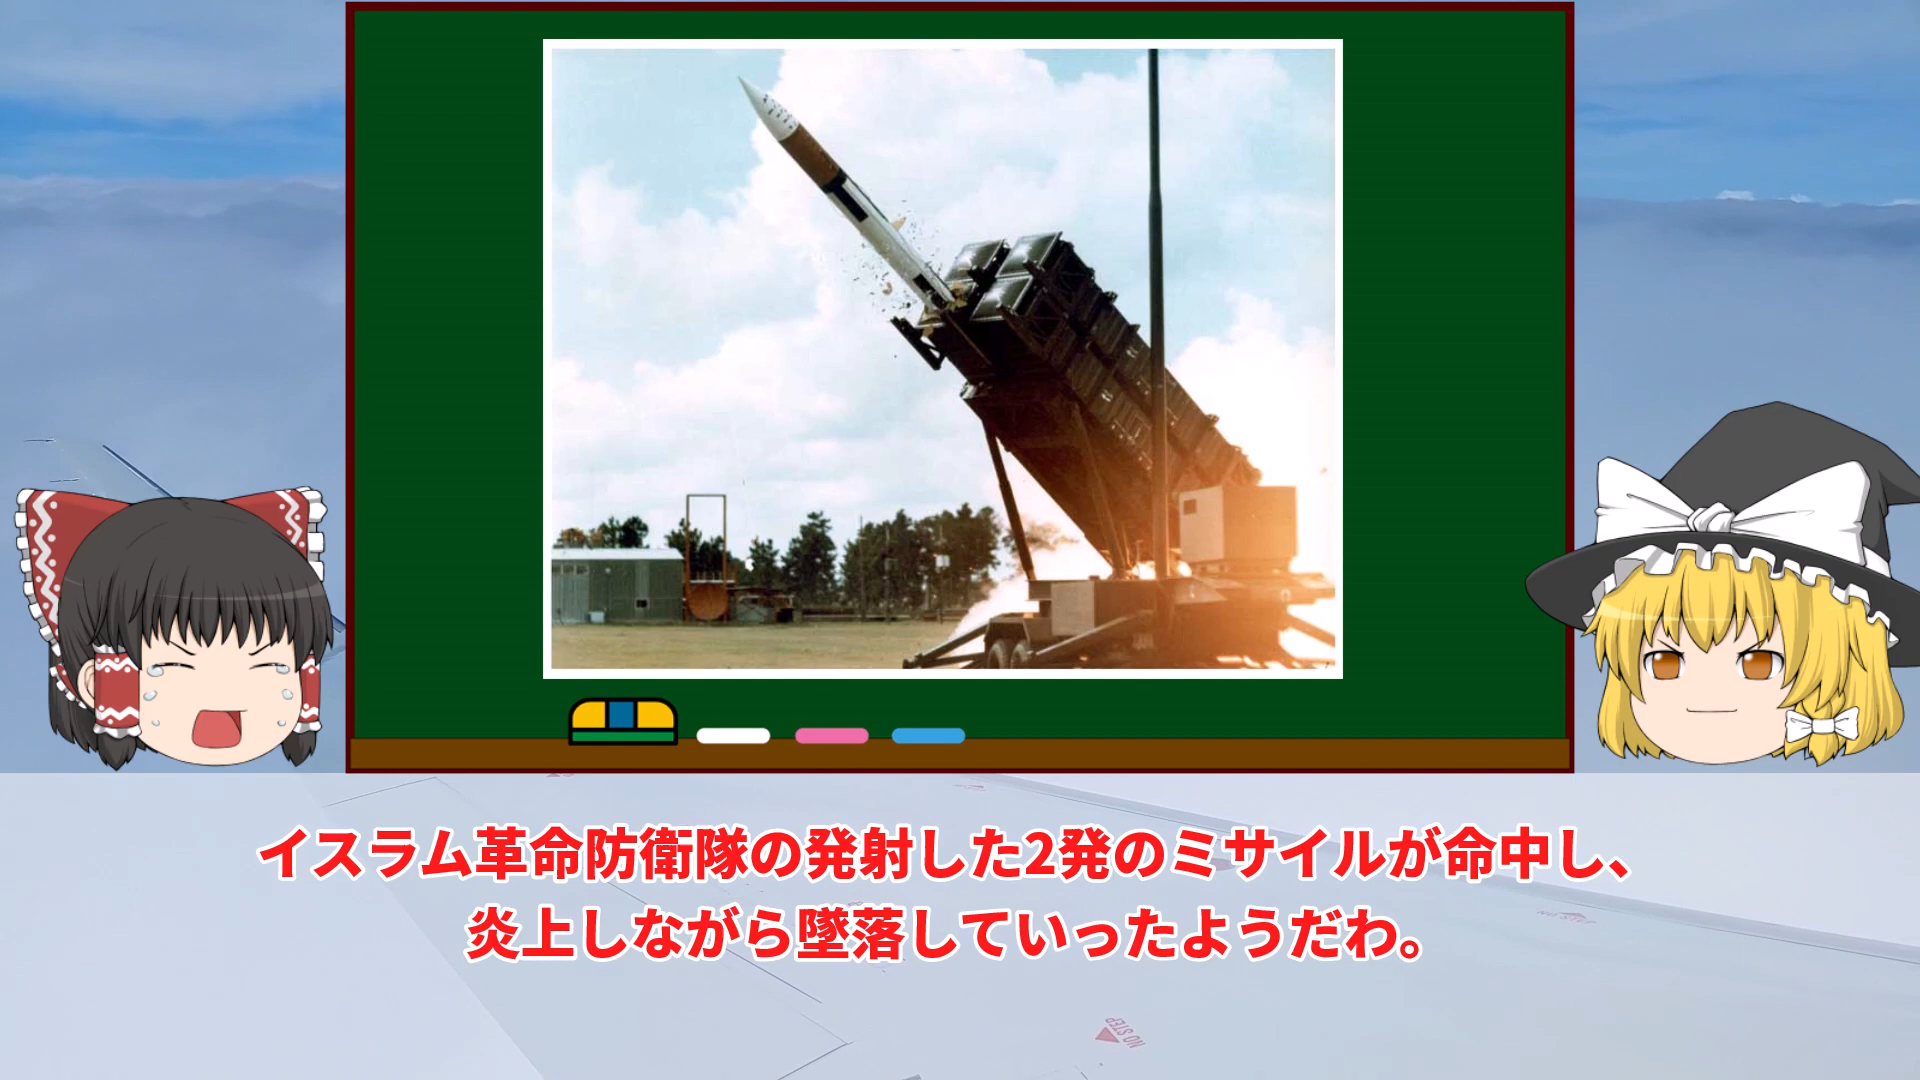 イスラム革命防衛隊の発射した2発のミサイルが命中し、
炎上しながら墜落していったようだわ。
NO STEP